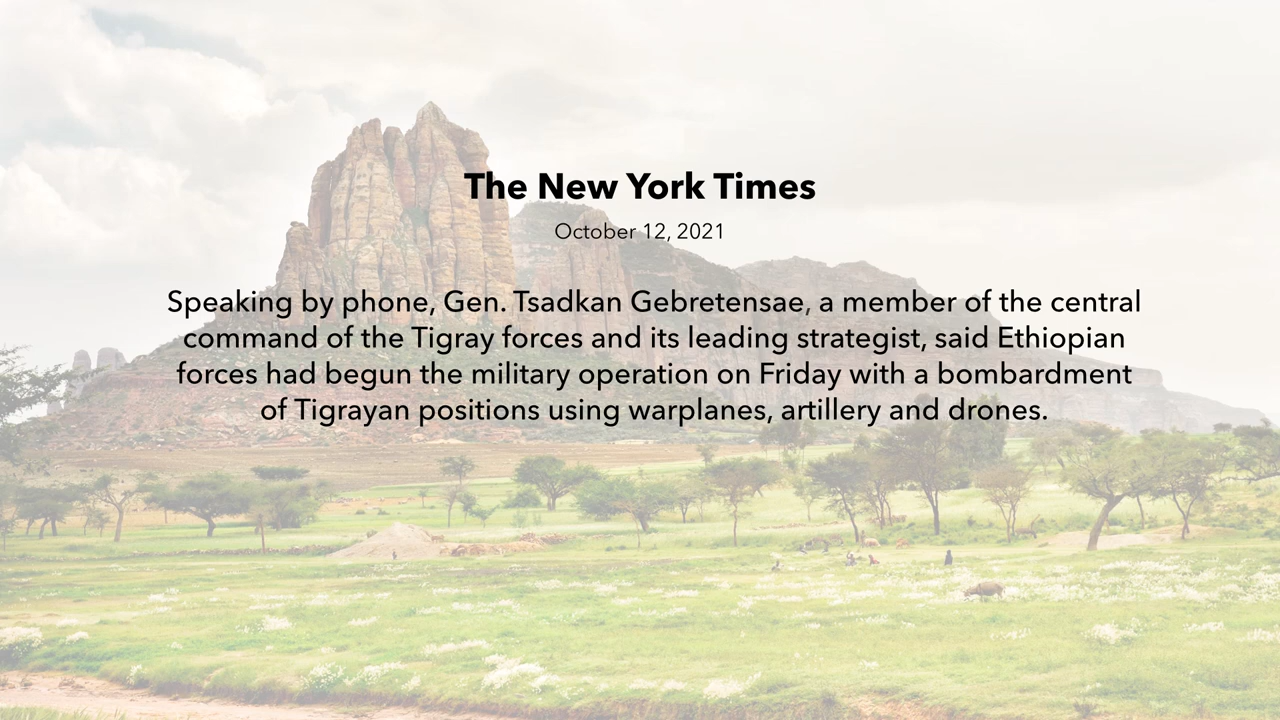 The New York Times
October 12, 2021
Speaking by phone, Gen. Tsadkan Gebretensae, a member of the central
command of the Tigray forces and its leading strategist, said Ethiopian
forces had begun the military operation on Friday with a bombardment
of Tigrayan positions using warplanes, artillery and drones.